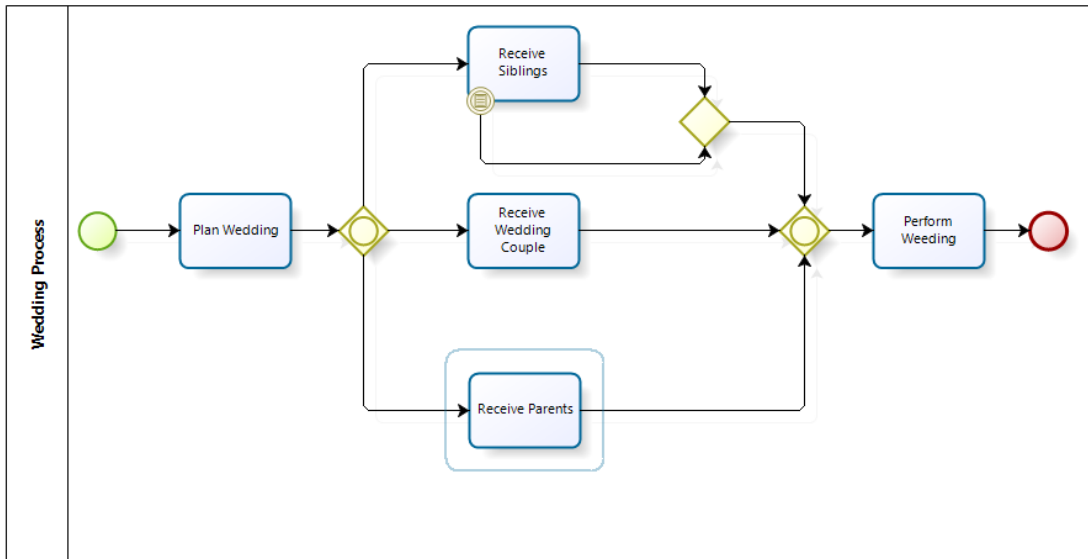 Wedding Process
Plan Wedding
Receive
Siblings
Receive
Wedding
Couple
Receive Parents
Perform
Weeding